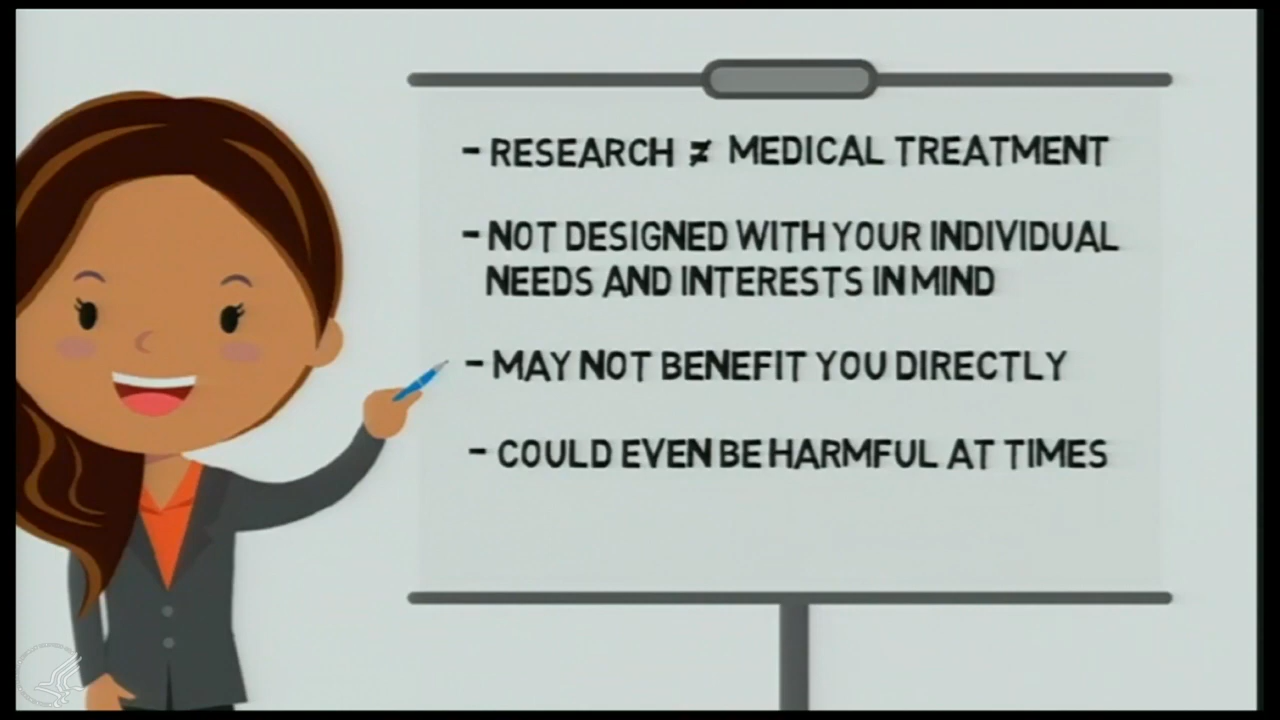 - RESEARCH ≠ MEDICAL TREATMENT
- NOT DESIGNED WITH YOUR INDIVIDUAL
NEEDS AND INTERESTS IN MIND
- MAY NOT BENEFIT YOU DIRECTLY
- COULD EVEN BE HARMFUL AT TIMES